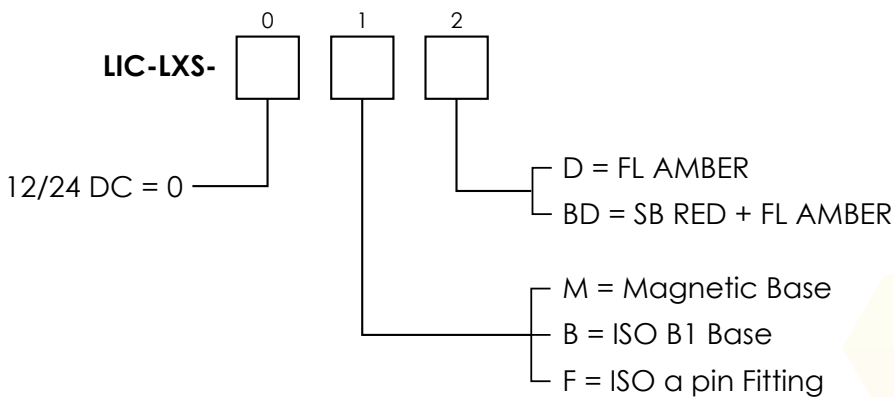 0 1 2
LIC-LXS-
12/24 DC = 0
D = FL AMBER
BD = SB RED + FL AMBER
M = Magnetic Base
B = ISO B1 Base
F = ISO a pin Fitting